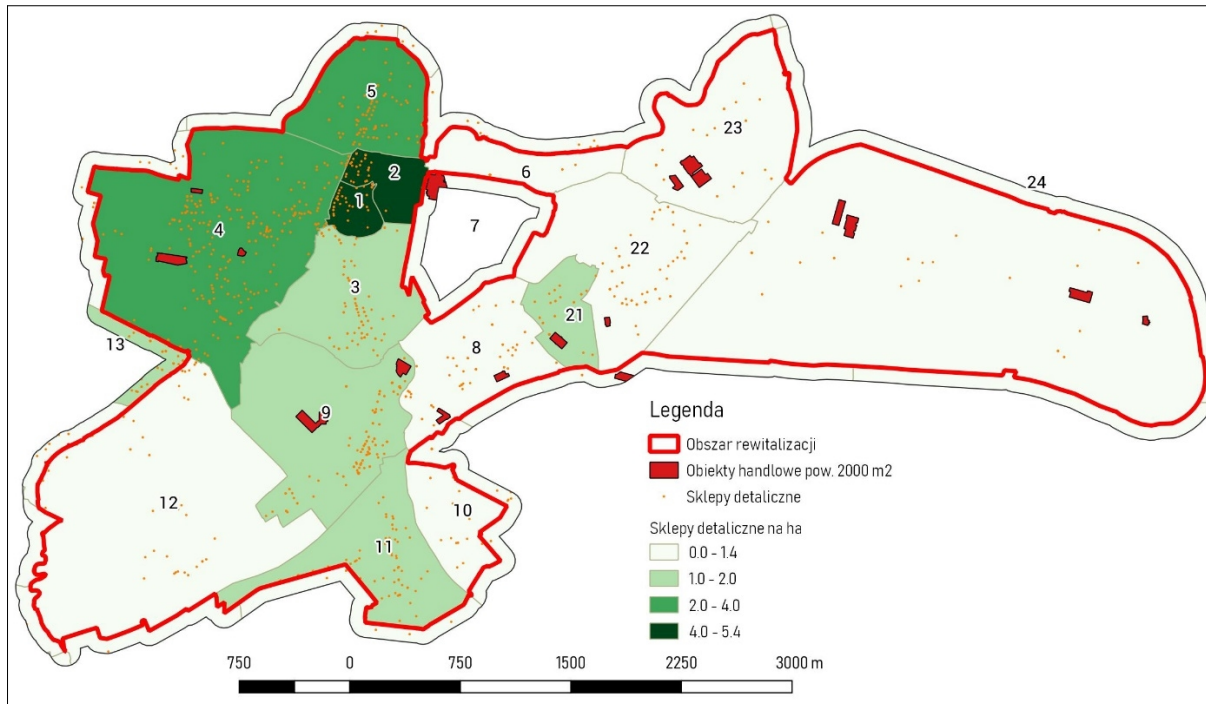 5
23
24
2
6
1
7
4
22
3
21
13
8
9
12
10
11
Legenda
Obszar rewitalizacji
Obiekty handlowe pow. 2000 m2
Sklepy detaliczne
Sklepy detaliczne na ha
0.0 - 1.4
1.0 - 2.0
2.0 - 4.0
4.0 - 5.4
750 0 750 1500 2250 3000 m